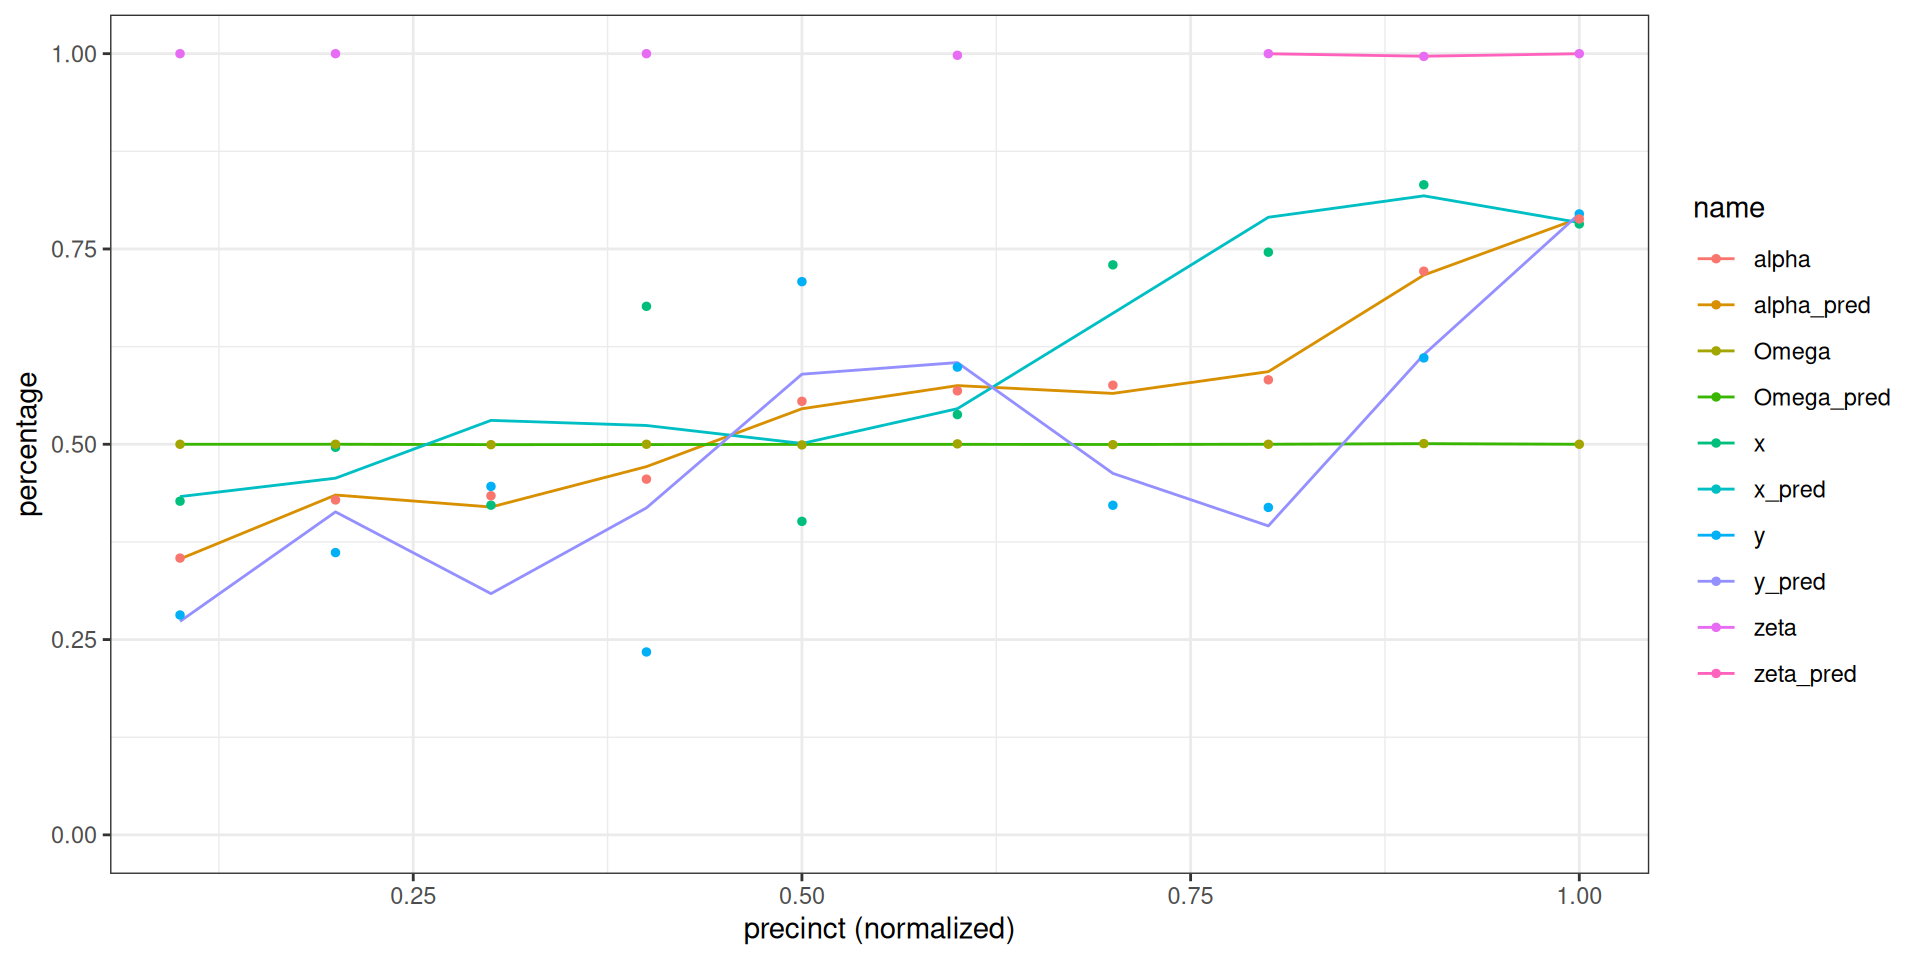 1.00
0.75
0.50
0.25
0.00
percentage
0.25 0.50 0.75 1.00
precinct (normalized)
name
alpha
alpha_pred
Omega
Omega_pred
x
x_pred
y
y_pred
zeta
zeta_pred